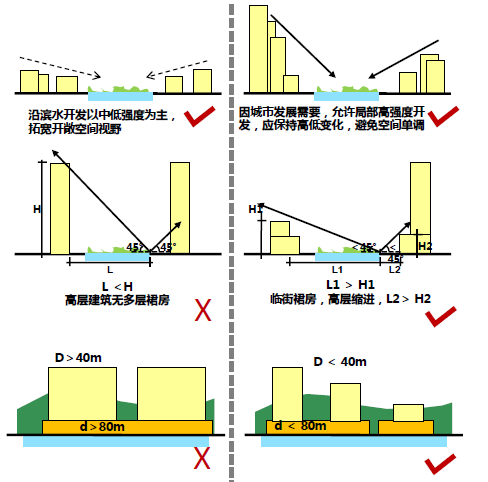 沿滨水开发以中低强度为主，
拓宽开敞空间视野
因城市发展需要，允许局部高强度开
发，应保持高低变化，避免空间单调
H
45°
45°
L
L ＜H
高层建筑无多层裙房
X
H1
＜45°
＜
45°
H2
L1
L2
L1 ＞ H1
临街裙房，高层缩进，L2＞ H2
D＞40m
d＞80m
X
D ＜ 40m
d ＜ 80m